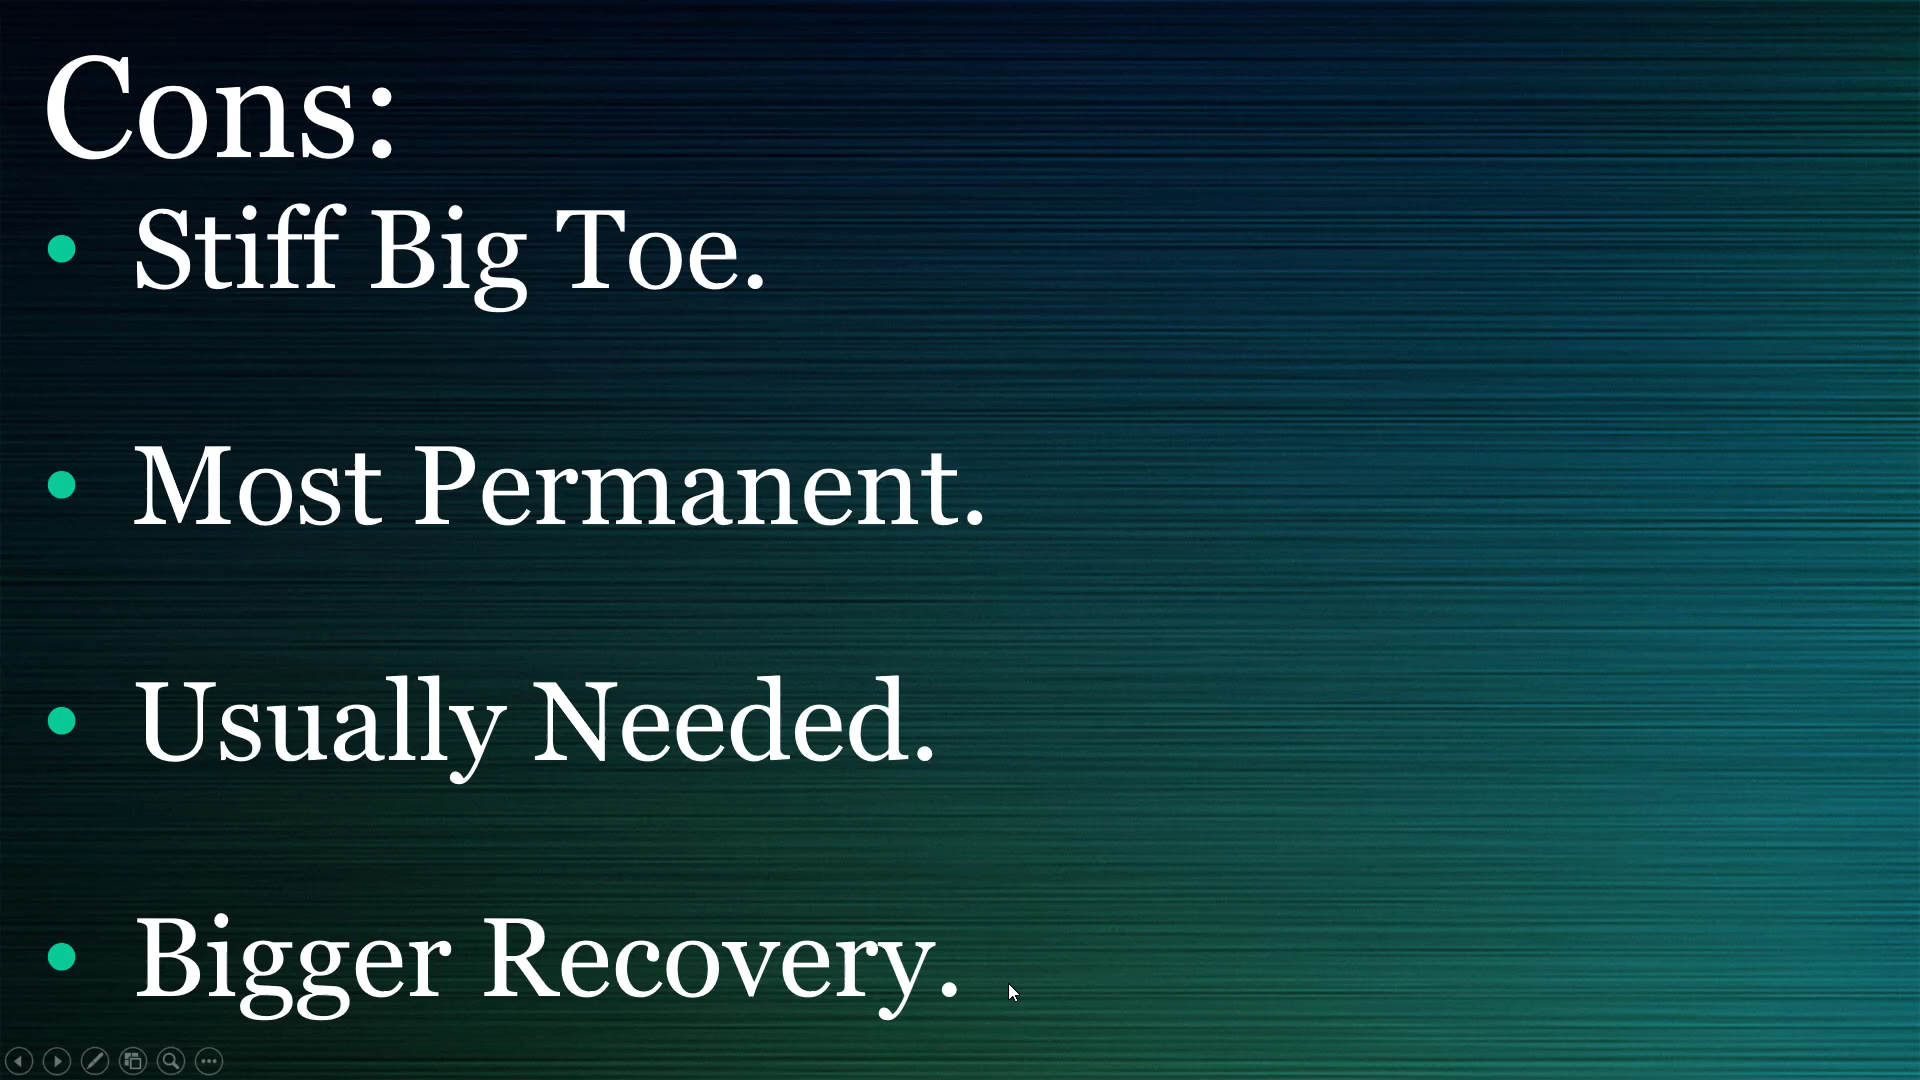 Cons:
• Stiff Big Toe.
• Most Permanent.
• Usually Needed.
• Bigger Recovery.